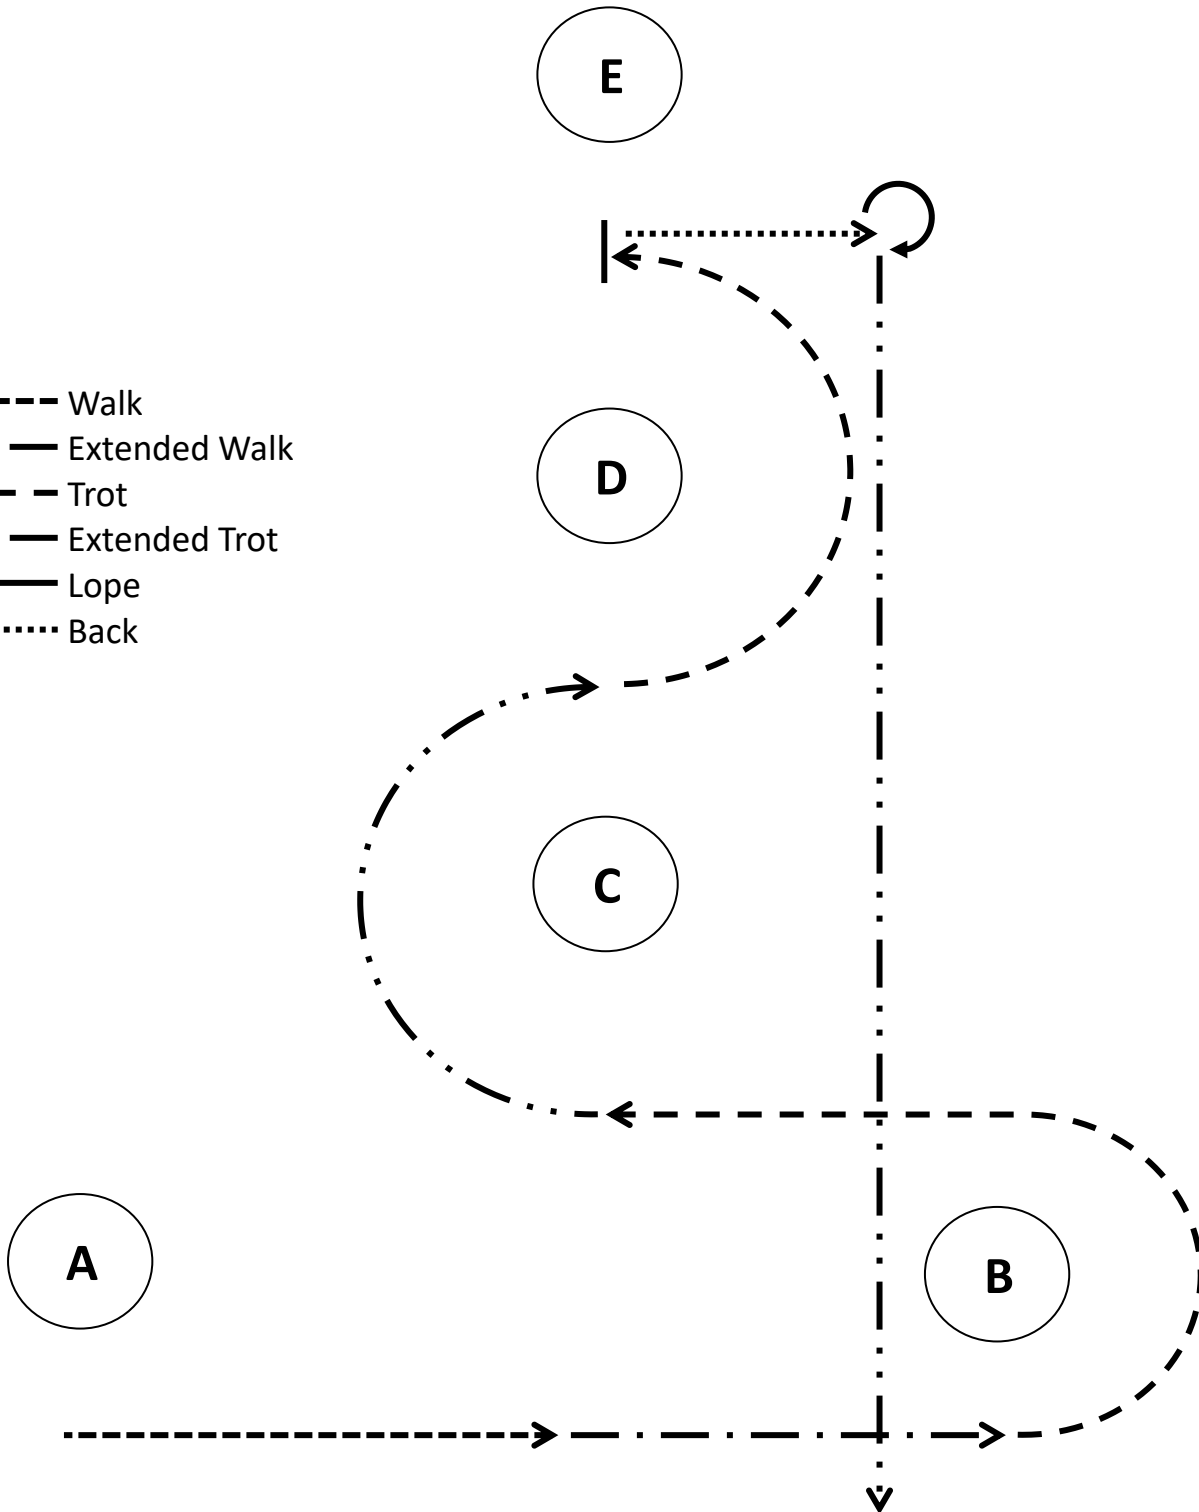 E
Walk
Extended Walk
D
Trot
Extended Trot
Lope
Back
C
A
B